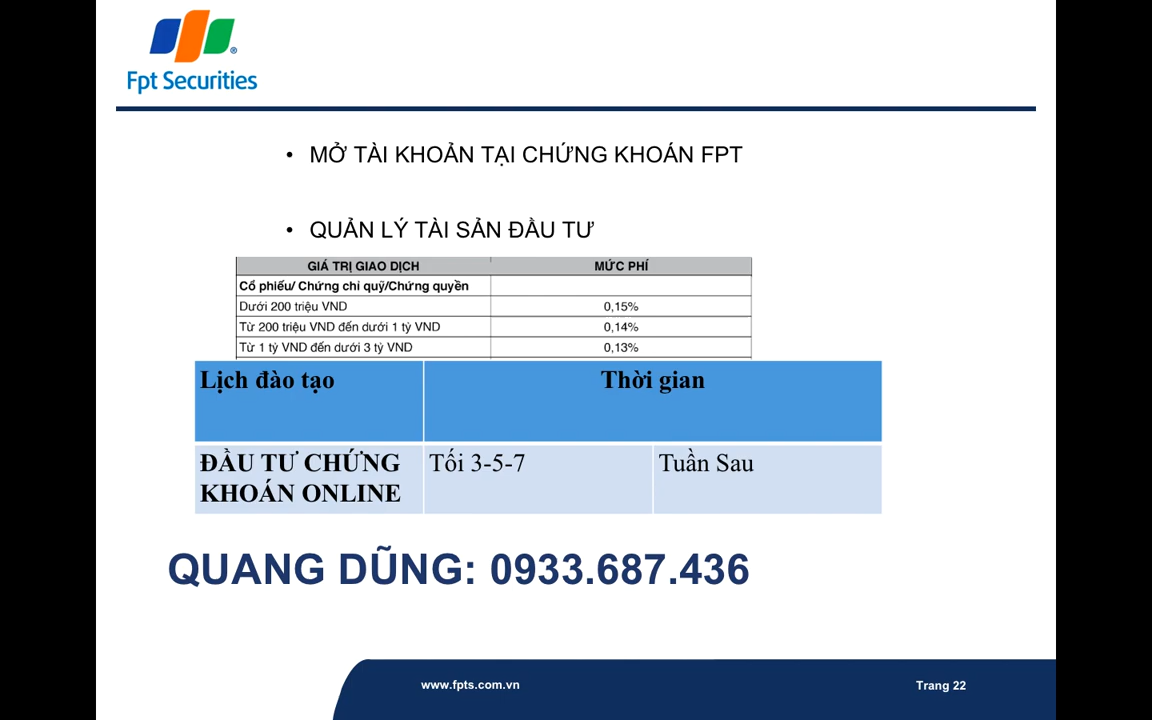 Fpt Securities
• MỞ TÀI KHOẢN TẠI CHỨNG KHOÁN FPT
• QUẢN LÝ TÀI SẢN ĐẦU TƯ
GIÁ TRỊ GIAO DỊCH MỨC PHÍ
Cổ phiếu/ Chứng chỉ quỹ/Chứng quyền
Dưới 200 triệu VND 0,15%
Từ 200 triệu VND đến dưới 1 tỷ VND 0,14%
Từ 1 tỷ VND đến dưới 3 tỷ VND 0,13%
Lịch đào tạo Thời gian
ĐẦU TƯ CHỨNG KHOÁN ONLINE Tối 3-5-7 Tuần Sau
QUANG DŨNG: 0933.687.436
www.fpts.com.vn Trang 22